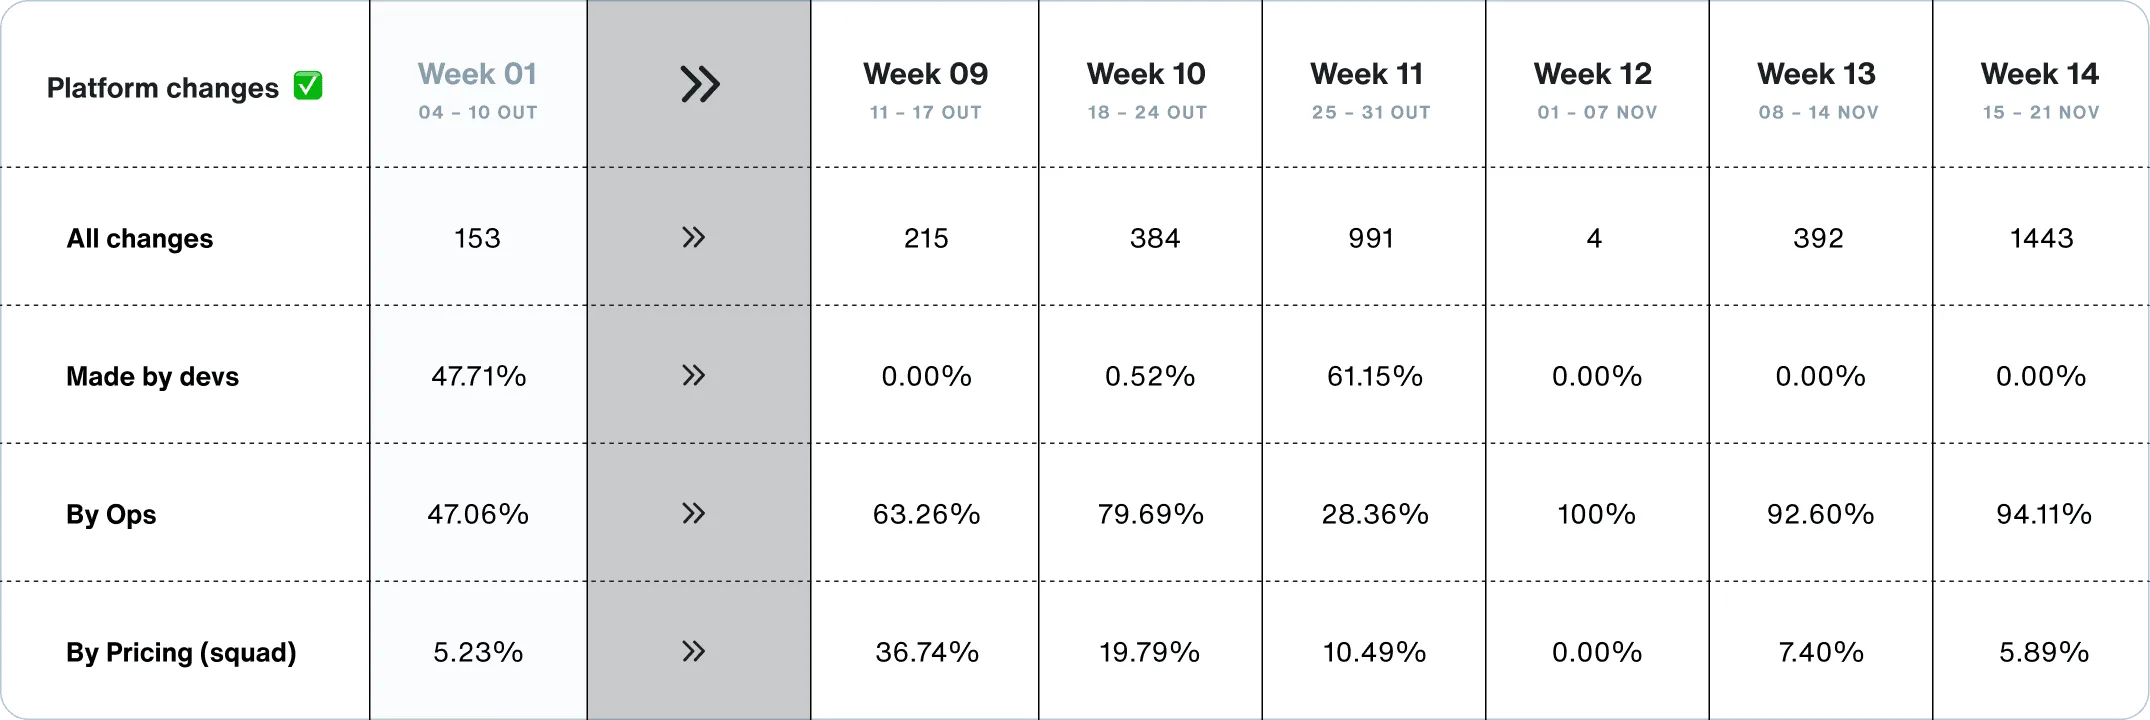 Platform changes ✅ Week 01 » Week 09 Week 10 Week 11 Week 12 Week 13 Week 14
04 – 10 OUT 11 – 17 OUT 18 – 24 OUT 25 – 31 OUT 01 – 07 NOV 08 – 14 NOV 15 – 21 NOV
All changes 153 » 215 384 991 4 392 1443
Made by devs 47.71% » 0.00% 0.52% 61.15% 0.00% 0.00% 0.00%
By Ops 47.06% » 63.26% 79.69% 28.36% 100% 92.60% 94.11%
By Pricing (squad) 5.23% » 36.74% 19.79% 10.49% 0.00% 7.40% 5.89%